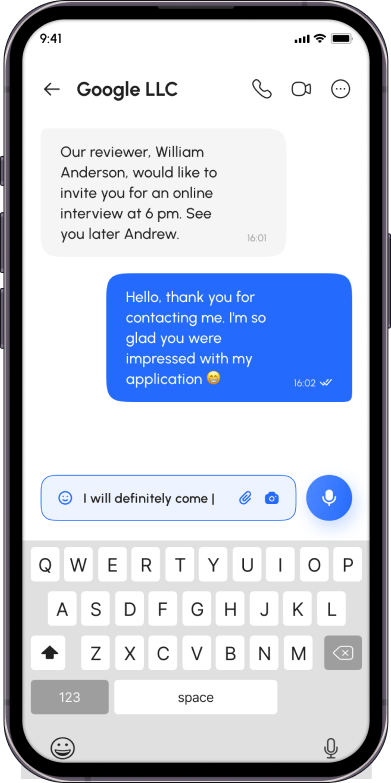 9:41
Google LLC
Our reviewer, William
Anderson, would like to
invite you for an online
interview at 6 pm. See
you later Andrew.
16:01
Hello, thank you for
contacting me. I'm so
glad you were
impressed with my
application 😁
16:02
I will definitely come |
Q W E R T Y U I O P
A S D F G H J K L
Z X C V B N M
123 space